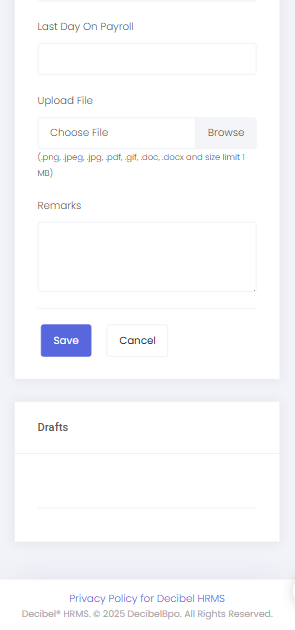 Last Day On Payroll
Upload File
Choose File Browse
(.png, .jpeg, .jpg, .pdf, .gif, .doc, .docx and size limit 1
MB)
Remarks
Save Cancel
Drafts
Privacy Policy for Decibel HRMS
Decibel® HRMS. © 2025 DecibelBpo. All Rights Reserved.